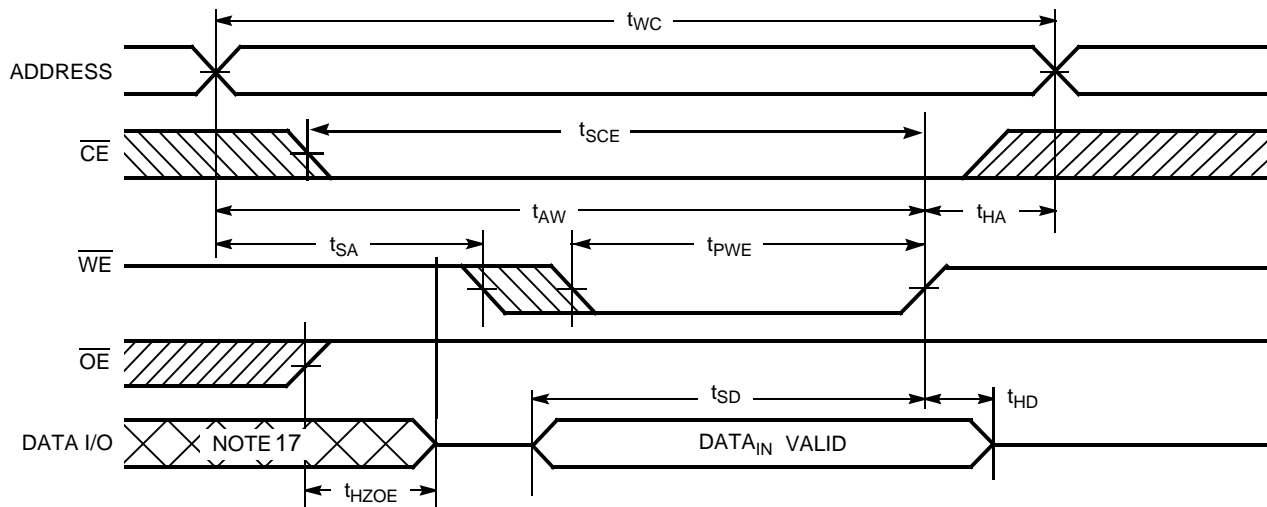 tWC
ADDRESS
tSCE
CE
tAW
tHA
tSA
tPWE
WE
OE
tSD
tHD
DATA I/O
NOTE 17
DATAIN VALID
tHZOE